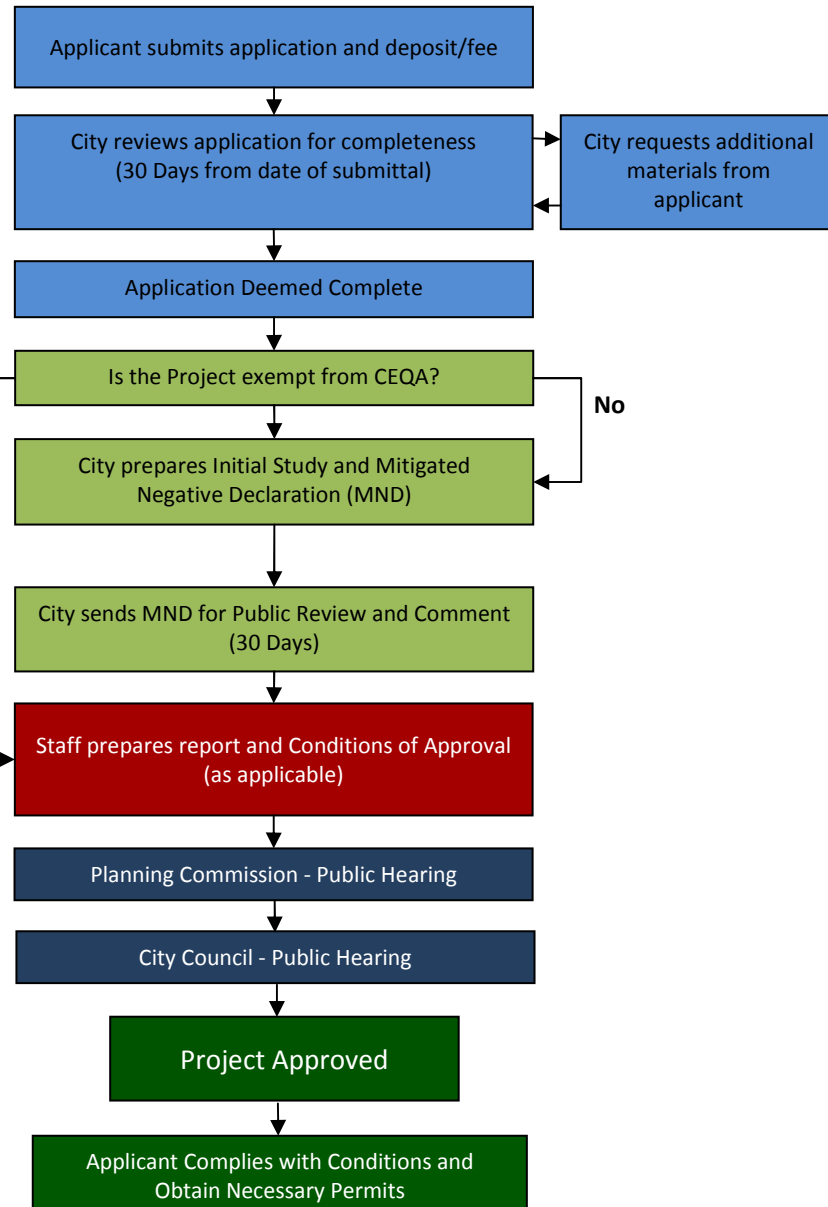 Applicant submits application and deposit/fee
City reviews application for completeness
(30 Days from date of submittal)
City requests additional
materials from
applicant
Application Deemed Complete
Is the Project exempt from CEQA?
No
City prepares Initial Study and Mitigated
Negative Declaration (MND)
City sends MND for Public Review and Comment
(30 Days)
Staff prepares report and Conditions of Approval
(as applicable)
Planning Commission - Public Hearing
City Council - Public Hearing
Project Approved
Applicant Complies with Conditions and
Obtain Necessary Permits